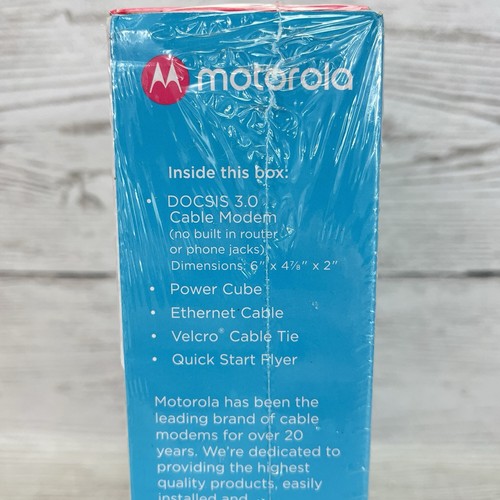 motorola
Inside this box:
• DOCSIS 3.0
Cable Modem
(no built in router
or phone jacks)
Dimensions: 6" x 4⅞" x 2"
• Power Cube
• Ethernet Cable
• Velcro® Cable Tie
• Quick Start Flyer
Motorola has been the
leading brand of cable
modems for over 20
years. We're dedicated to
providing the highest
quality products, easily
installed and